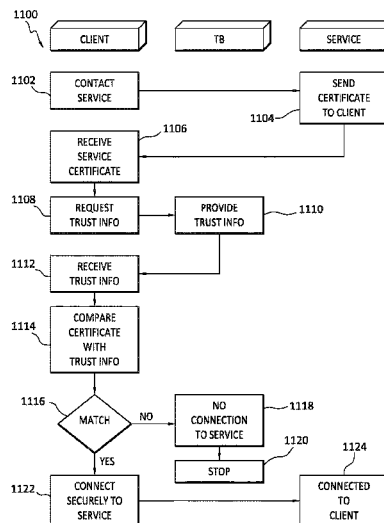 1100
CLIENT
TB
SERVICE
1102
CONTACT
SERVICE
SEND
CERTIFICATE
TO CLIENT
1104
1106
RECEIVE
SERVICE
CERTIFICATE
1108
REQUEST
TRUST INFO
PROVIDE
TRUST INFO
1110
1112
RECEIVE
TRUST INFO
1114
COMPARE
CERTIFICATE
WITH
TRUST INFO
1116
MATCH
NO
NO
CONNECTION
TO SERVICE
1118
1120
STOP
YES
1122
CONNECT
SECURELY TO
SERVICE
1124
CONNECTED
TO
CLIENT